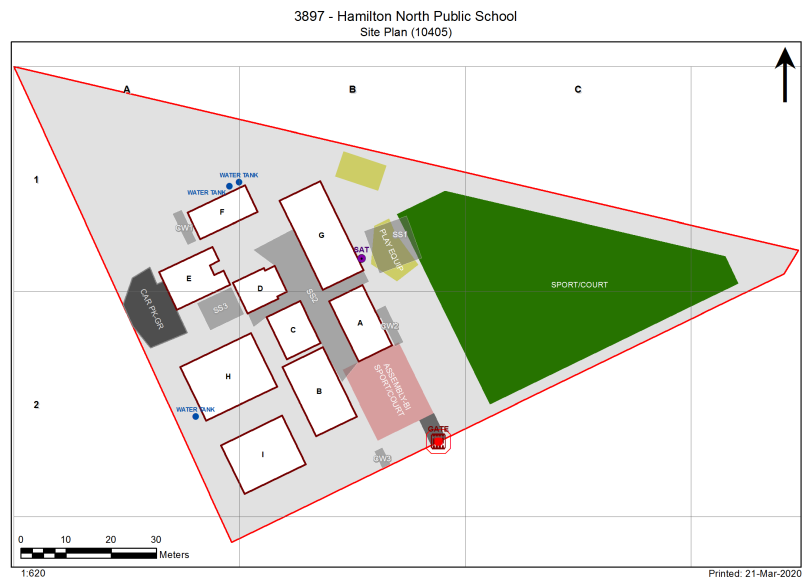 3897 - Hamilton North Public School
Site Plan (10405)
A B C
1
WATER TANK
WATER TANK
F
CW1
G
SAT
PLAY EQUIP
SS1
E
D
SPORT/COURT
CAR PK-GR
SS3
SS2
C
A
CW2
H
B
ASSEMBLY-BI
SPORT/COURT
2
WATER TANK
GATE
I
CW3
0 10 20 30
Meters
1:620
Printed: 21-Mar-2020